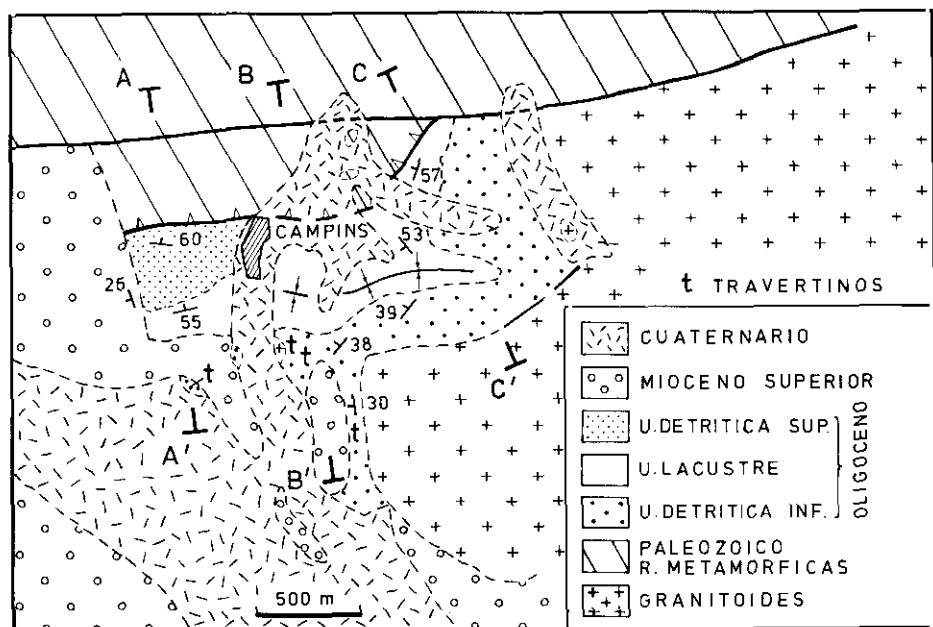 A
B
C
57
CAMPINS
53
60
26
55
39
38
t
t
t
30
t
t TRAVERTINOS
A'
B'
C'
500 m
CUATERNARIO
MIOCENO SUPERIOR
U.DETRITICA SUP.
U.LACUSTRE
U.DETRITICA INF.
OLIGOCENO
PALEOZOICO
R. METAMORFICAS
GRANITOIDES